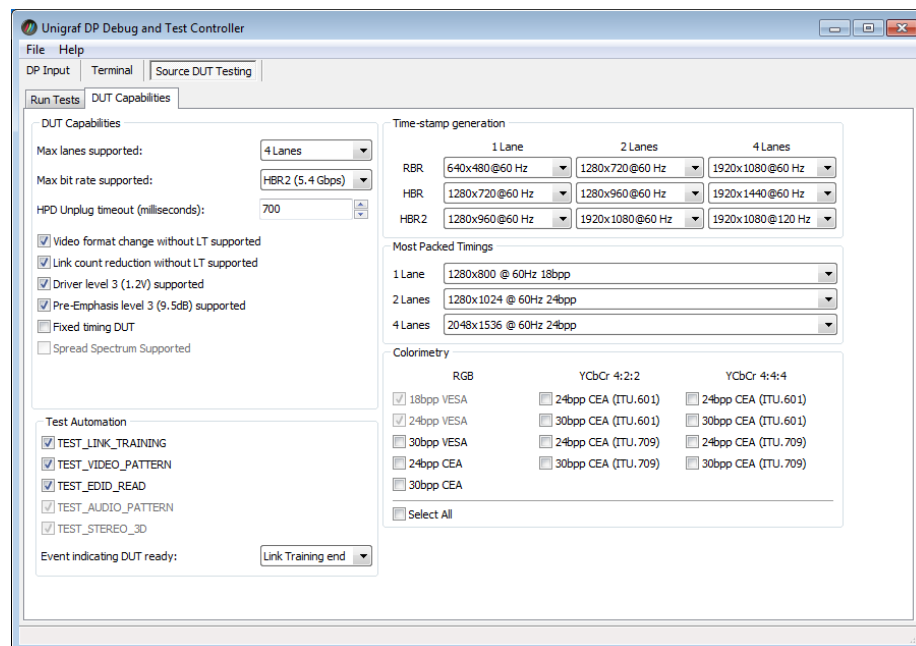 Unigraf DP Debug and Test Controller
File Help
DP Input Terminal Source DUT Testing
Run Tests DUT Capabilities
DUT Capabilities
Max lanes supported: 4 Lanes
Max bit rate supported: HBR2 (5.4 Gbps)
HPD Unplug timeout (milliseconds): 700
Video format change without LT supported
Link count reduction without LT supported
Driver level 3 (1.2V) supported
Pre-Emphasis level 3 (9.5dB) supported
Fixed timing DUT
Spread Spectrum Supported
Test Automation
TEST_LINK_TRAINING
TEST_VIDEO_PATTERN
TEST_EDID_READ
TEST_AUDIO_PATTERN
TEST_STEREO_3D
Event indicating DUT ready: Link Training end
Time-stamp generation
1 Lane 2 Lanes 4 Lanes
RBR 640x480@60 Hz 1280x720@60 Hz 1920x1080@60 Hz
HBR 1280x720@60 Hz 1280x960@60 Hz 1920x1440@60 Hz
HBR2 1280x960@60 Hz 1920x1080@60 Hz 1920x1080@120 Hz
Most Packed Timings
1 Lane 1280x800 @ 60Hz 18bpp
2 Lanes 1280x1024 @ 60Hz 24bpp
4 Lanes 2048x1536 @ 60Hz 24bpp
Colorimetry
RGB YCbCr 4:2:2 YCbCr 4:4:4
18bpp VESA 24bpp CEA (ITU.601) 24bpp CEA (ITU.601)
24bpp VESA 30bpp CEA (ITU.601) 30bpp CEA (ITU.601)
30bpp VESA 24bpp CEA (ITU.709) 24bpp CEA (ITU.709)
24bpp CEA 30bpp CEA (ITU.709) 30bpp CEA (ITU.709)
30bpp CEA
Select All